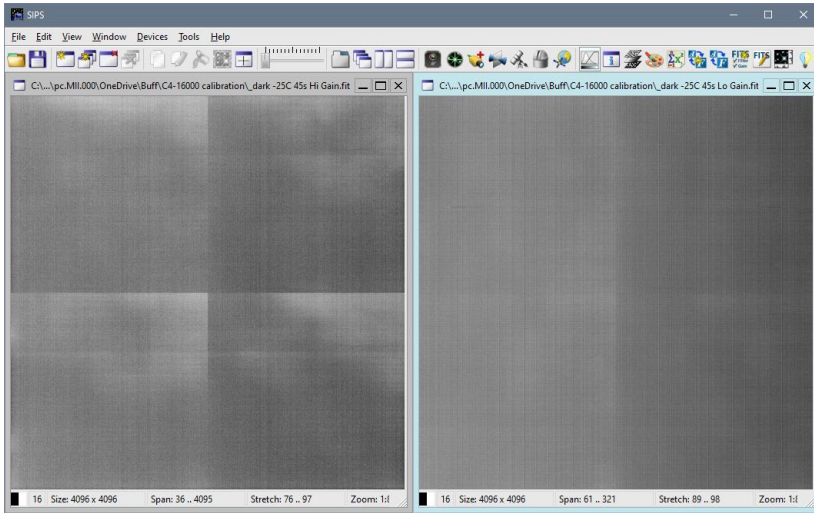 SIPS
File Edit View Window Devices Tools Help
C:\...\pc.MII.000\OneDrive\Buff\C4-16000 calibration\_dark -25C 45s Hi Gain.fit
C:\...\pc.MII.000\OneDrive\Buff\C4-16000 calibration\_dark -25C 45s Lo Gain.fit
16 Size: 4096 x 4096 Span: 36 .. 4095 Stretch: 76 .. 97 Zoom: 1:
16 Size: 4096 x 4096 Span: 61 .. 321 Stretch: 89 .. 98 Zoom: 1: